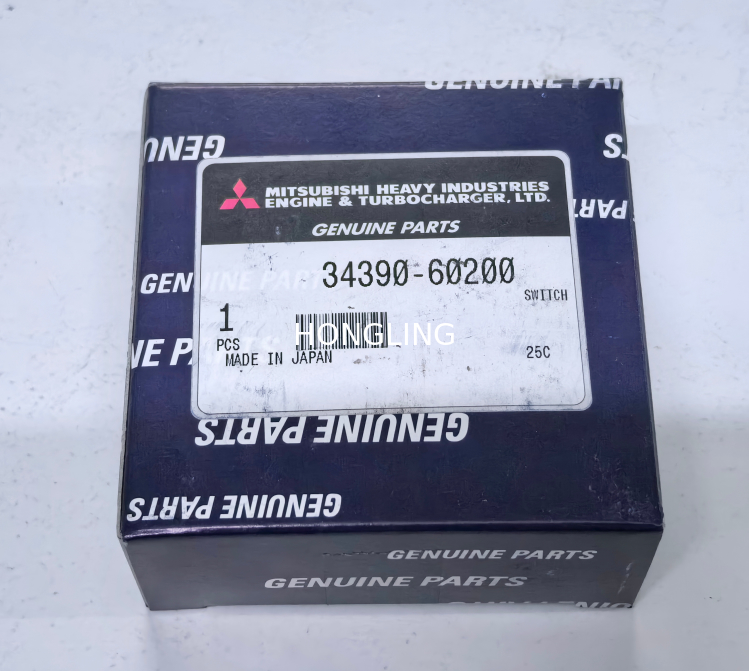 GENUINE PARTS
GENUINE
MITSUBISHI HEAVY INDUSTRIES
ENGINE & TURBOCHARGER, LTD.
GENUINE PARTS
34390-60200
SWITCH
1
PCS
HONGLING
MADE IN JAPAN
25C
GENUINE PARTS
GENUINE PARTS
GENUINE PARTS
GENUINE PARTS